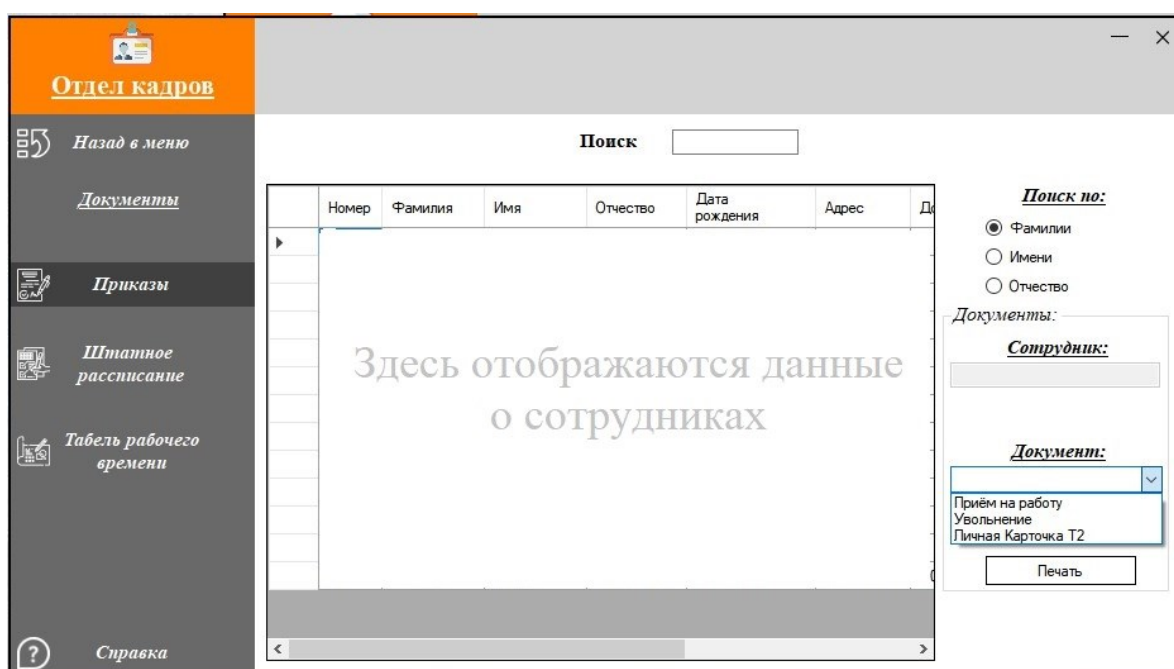 Отдел кадров
Назад в меню
Документы
Приказы
Штатное
рассписание
Табель рабочего
времени
Справка
Поиск
Номер Фамилия Имя Отчество Дата рождения Адрес
Здесь отображаются данные
о сотрудниках
Поиск по:
Фамилии
Имени
Отчество
Документы:
Сотрудник:
Документ:
Приём на работу
Увольнение
Личная Карточка Т2
Печать